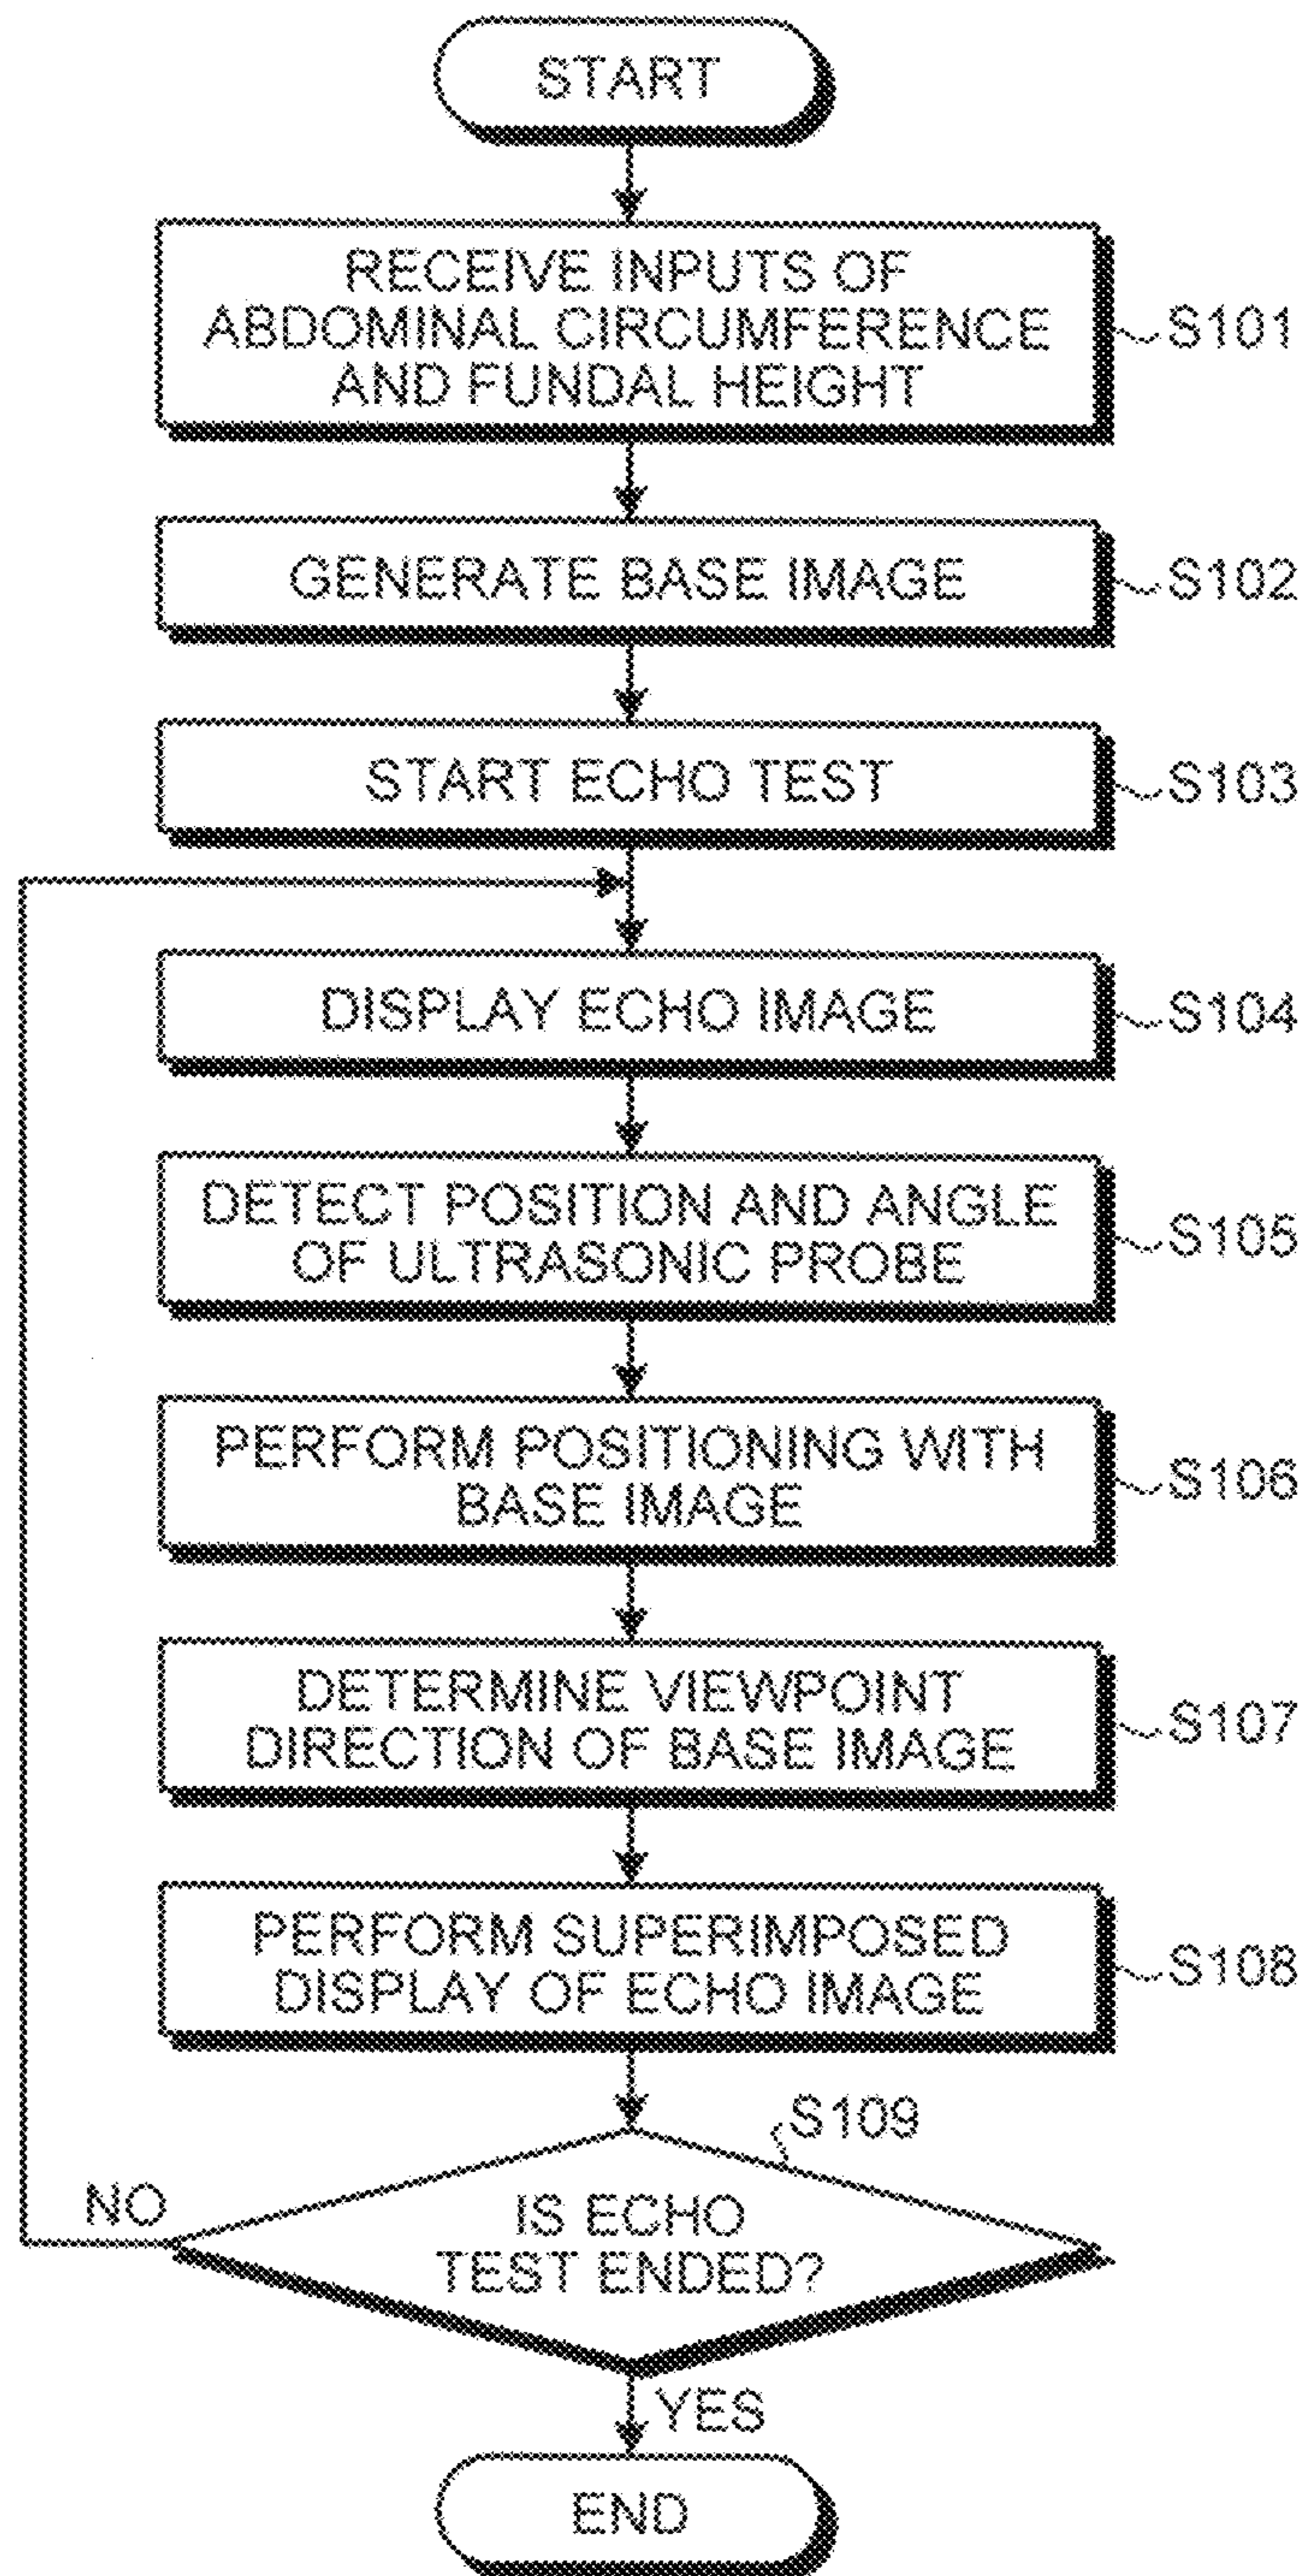 START
RECEIVE INPUTS OF
ABDOMINAL CIRCUMFERENCE
AND FUNDAL HEIGHT
S101
GENERATE BASE IMAGE
S102
START ECHO TEST
S103
DISPLAY ECHO IMAGE
S104
DETECT POSITION AND ANGLE
OF ULTRASONIC PROBE
S105
PERFORM POSITIONING WITH
BASE IMAGE
S106
DETERMINE VIEWPOINT
DIRECTION OF BASE IMAGE
S107
PERFORM SUPERIMPOSED
DISPLAY OF ECHO IMAGE
S108
S109
NO
IS ECHO
TEST ENDED?
YES
END